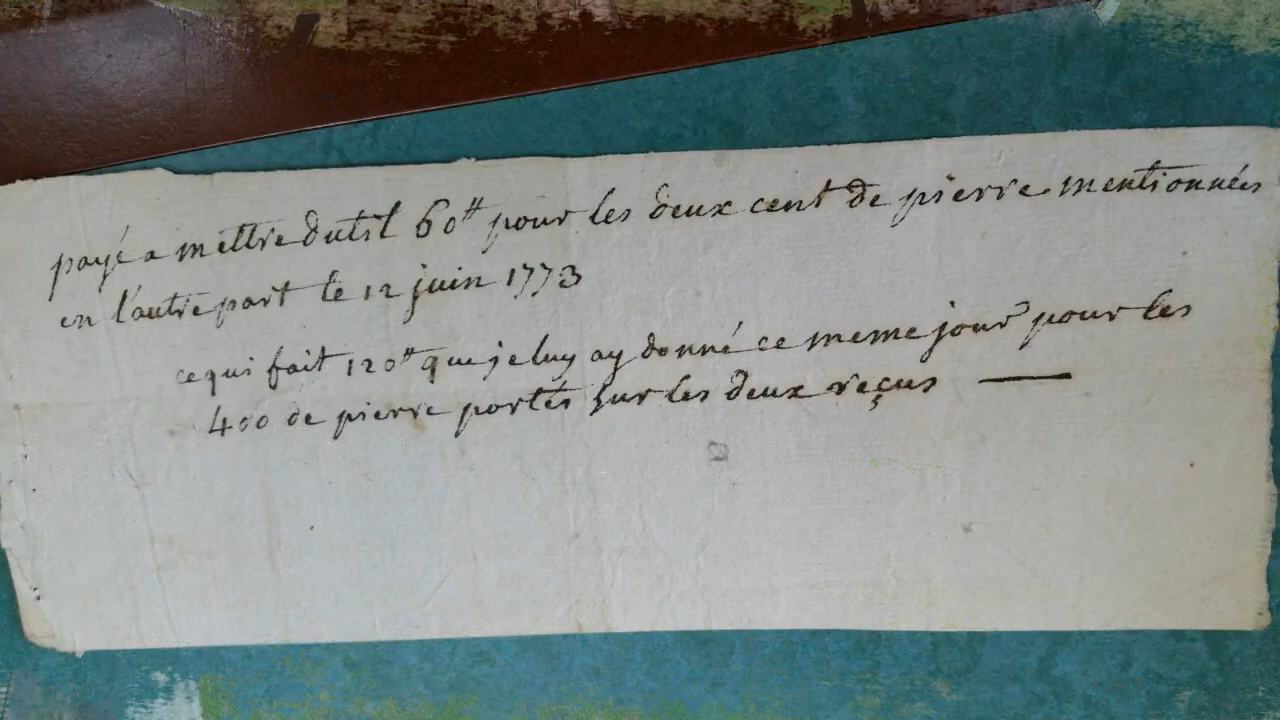 payé a mettre dutil 60ᵗᵗ pour les deux cent de pierre mentionnées
en l'autre part le 12 juin 1773
ce qui fait 120ᵗᵗ que je luy ay donné ce meme jour pour les
400 de pierre portés sur les deux reçus —